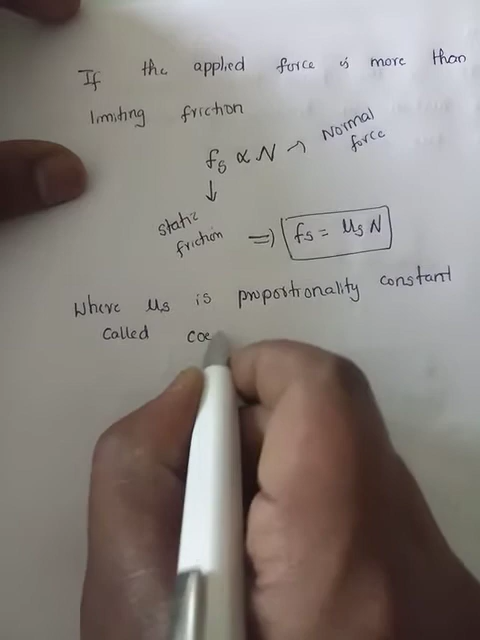 If the applied force is more than
limiting friction
fs ∝ N → Normal force
↓
static friction ⇒ fs = μs N
Where μs is proportionality constant
called coe